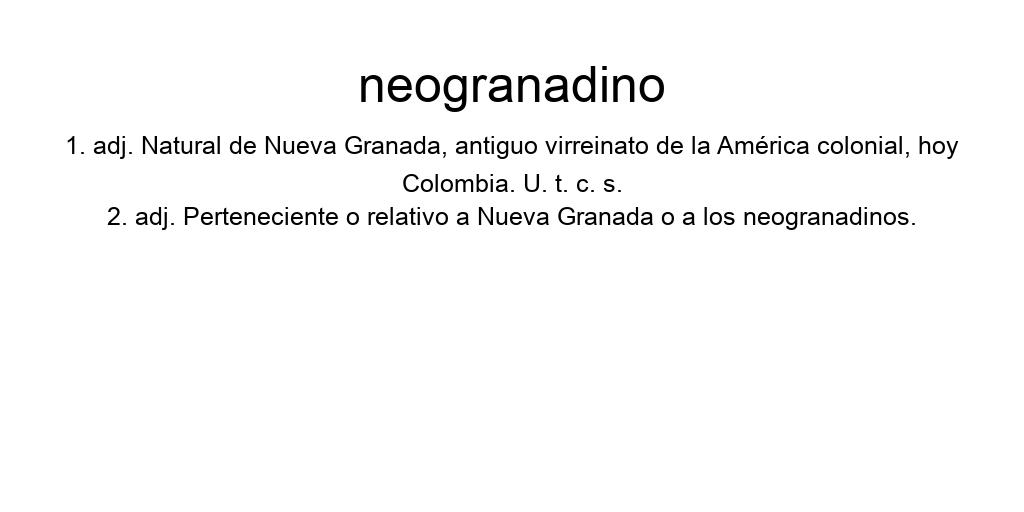 neogranadino
1. adj. Natural de Nueva Granada, antiguo virreinato de la América colonial, hoy
Colombia. U. t. c. s.
2. adj. Perteneciente o relativo a Nueva Granada o a los neogranadinos.